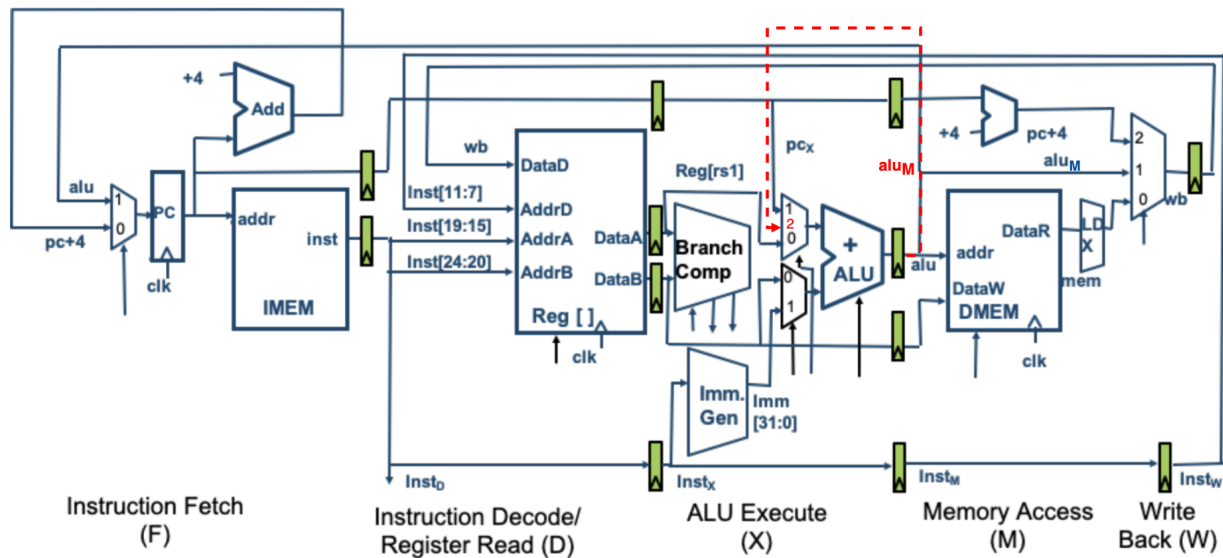 +4
Add
alu
1
0
pc+4
PC
clk
addr
inst
IMEM
wb
DataD
Inst[11:7]
AddrD
Inst[19:15]
AddrA
DataA
Inst[24:20]
AddrB
DataB
Reg [ ]
clk
Reg[rs1]
Branch
Comp
pcX
1
2
0
0
1
+
ALU
Imm.
Gen
Imm
[31:0]
aluM
alu
+4
pc+4
aluM
addr
DataR
DataW
DMEM
clk
LD
X
mem
2
1
0
wb
InstD
InstX
InstM
InstW
Instruction Fetch
(F)
Instruction Decode/
Register Read (D)
ALU Execute
(X)
Memory Access
(M)
Write
Back (W)